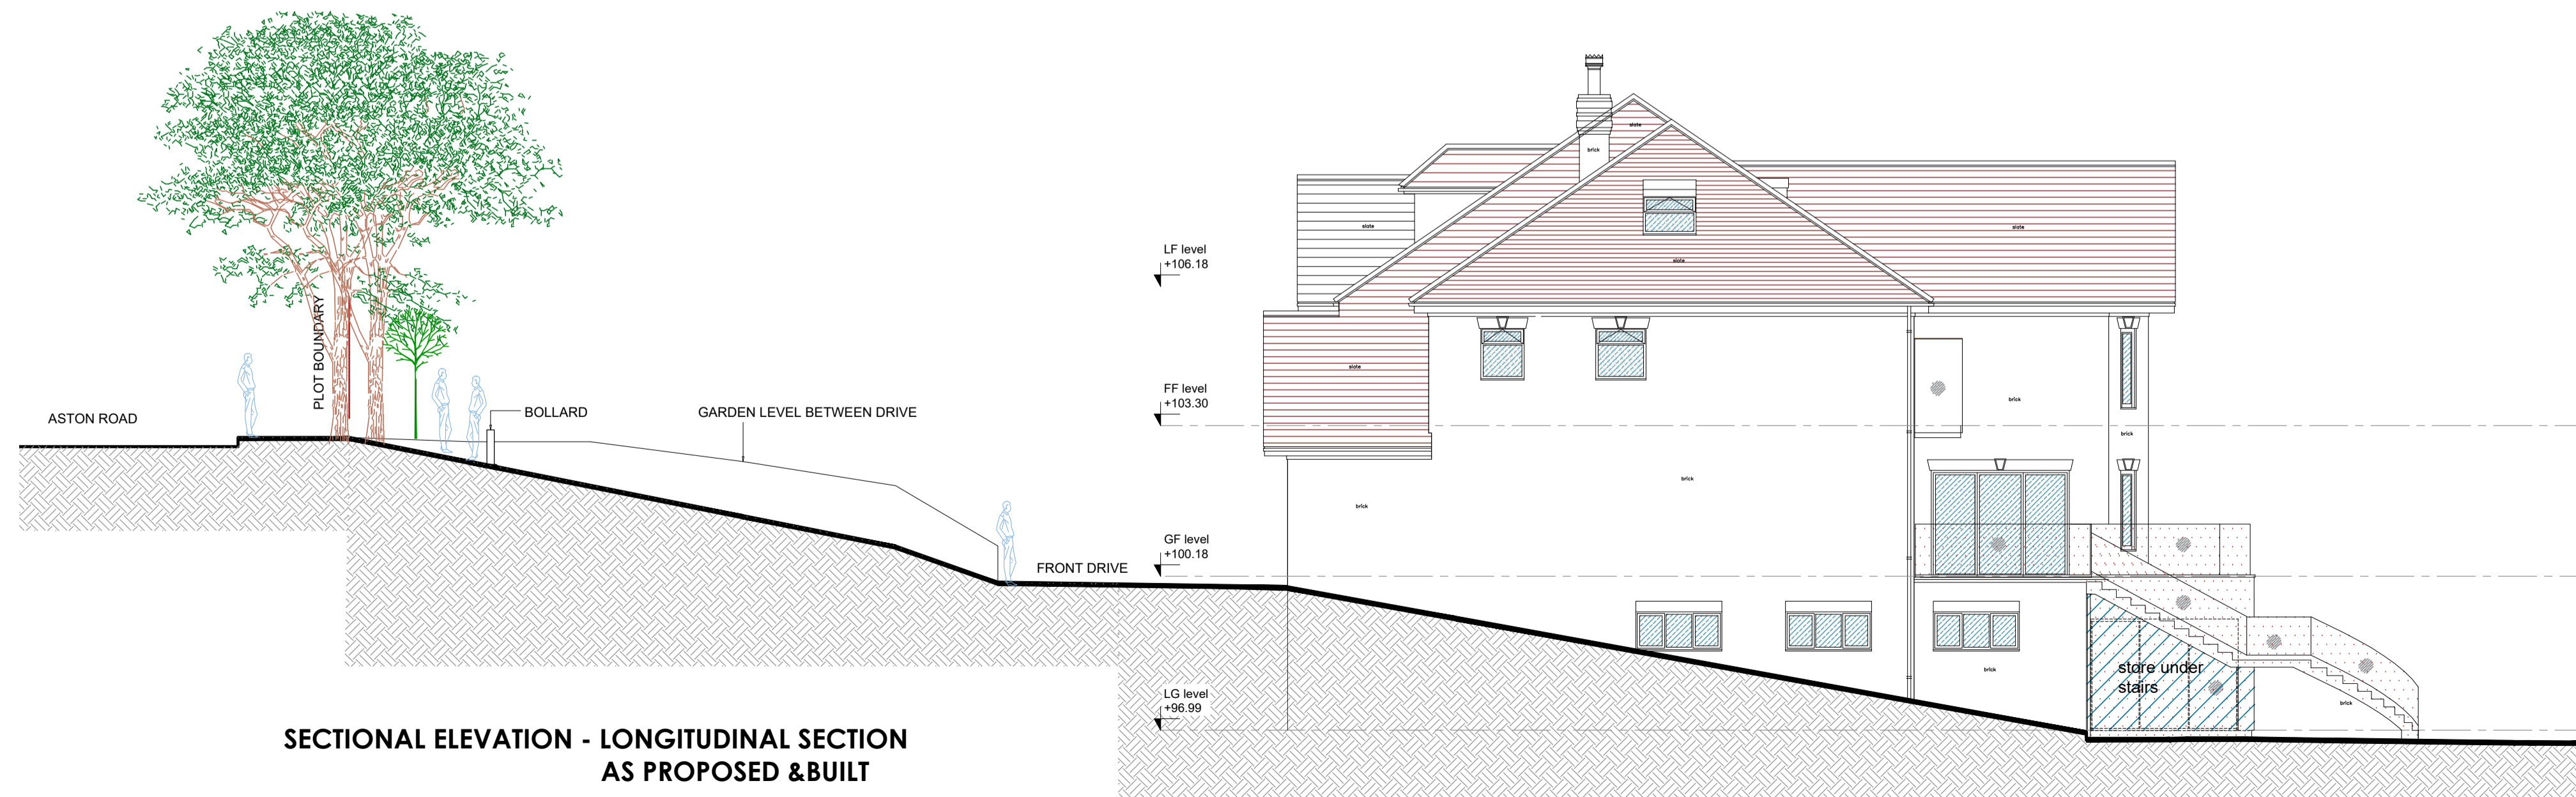 ASTON ROAD
PLOT BOUNDARY
BOLLARD
GARDEN LEVEL BETWEEN DRIVE
FRONT DRIVE
LF level
+106.18
FF level
+103.30
GF level
+100.18
LG level
+96.99
slate
brick
slate
slate
slate
slate
brick
brick
brick
brick
brick
store under
stairs
brick
SECTIONAL ELEVATION - LONGITUDINAL SECTION
AS PROPOSED &BUILT